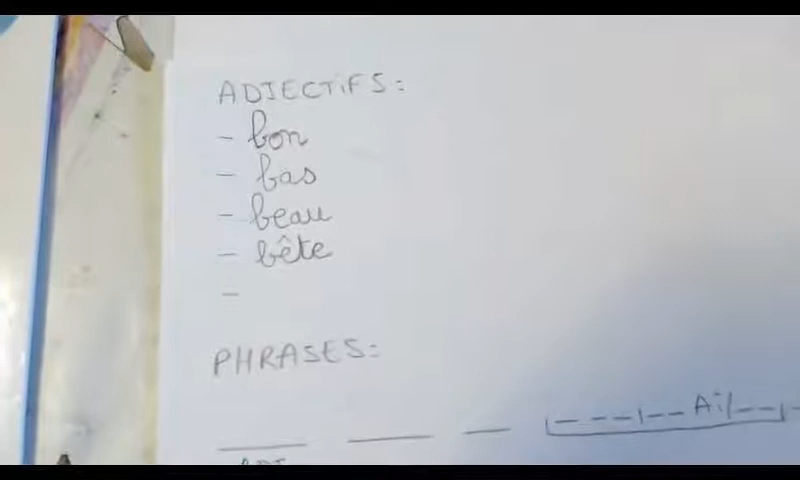 ADJECTIFS:
- bon
- bas
- beau
- bête
-
PHRASES:
Ai